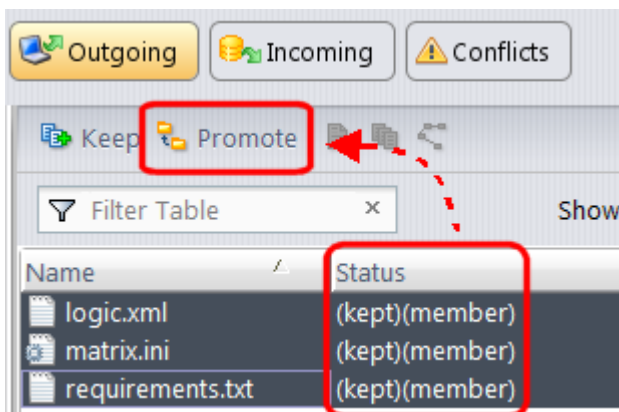 Outgoing Incoming Conflicts
Keep Promote
Filter Table × Show
Name Status
logic.xml (kept)(member)
matrix.ini (kept)(member)
requirements.txt (kept)(member)